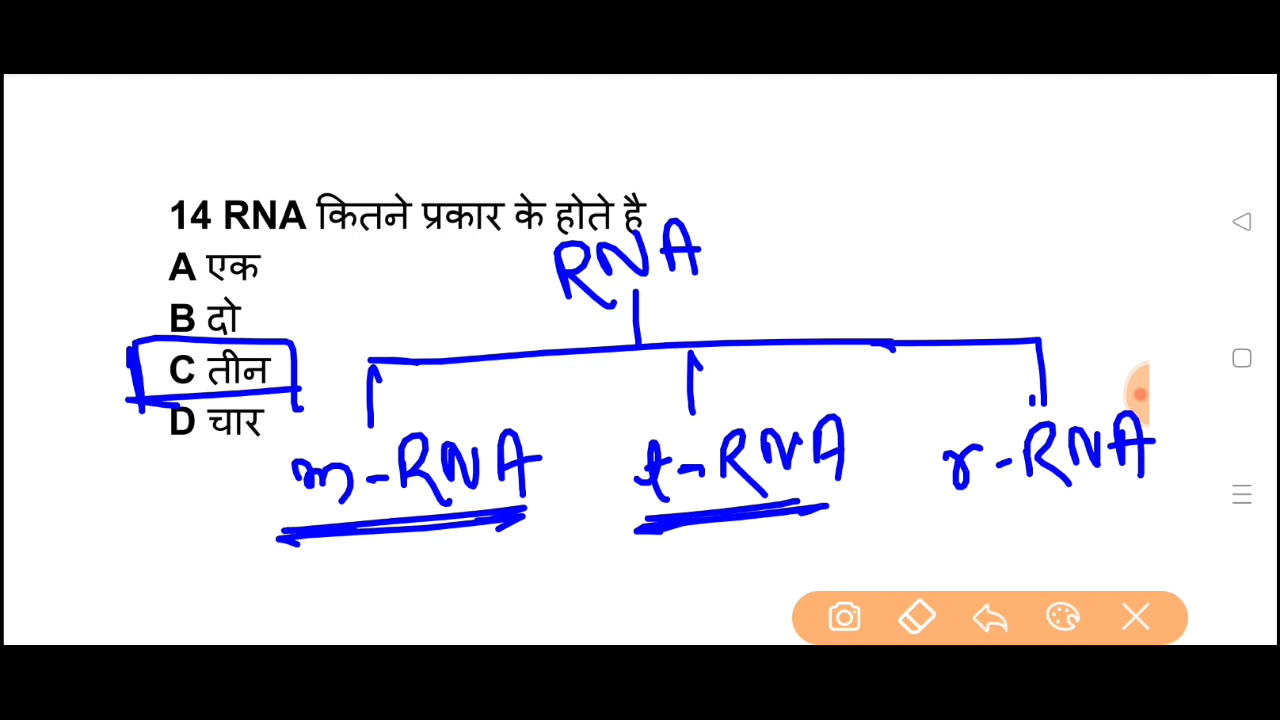 14 RNA कितने प्रकार के होते है
RNA
A एक
B दो
C तीन
D चार
m-RNA t-RNA r-RNA